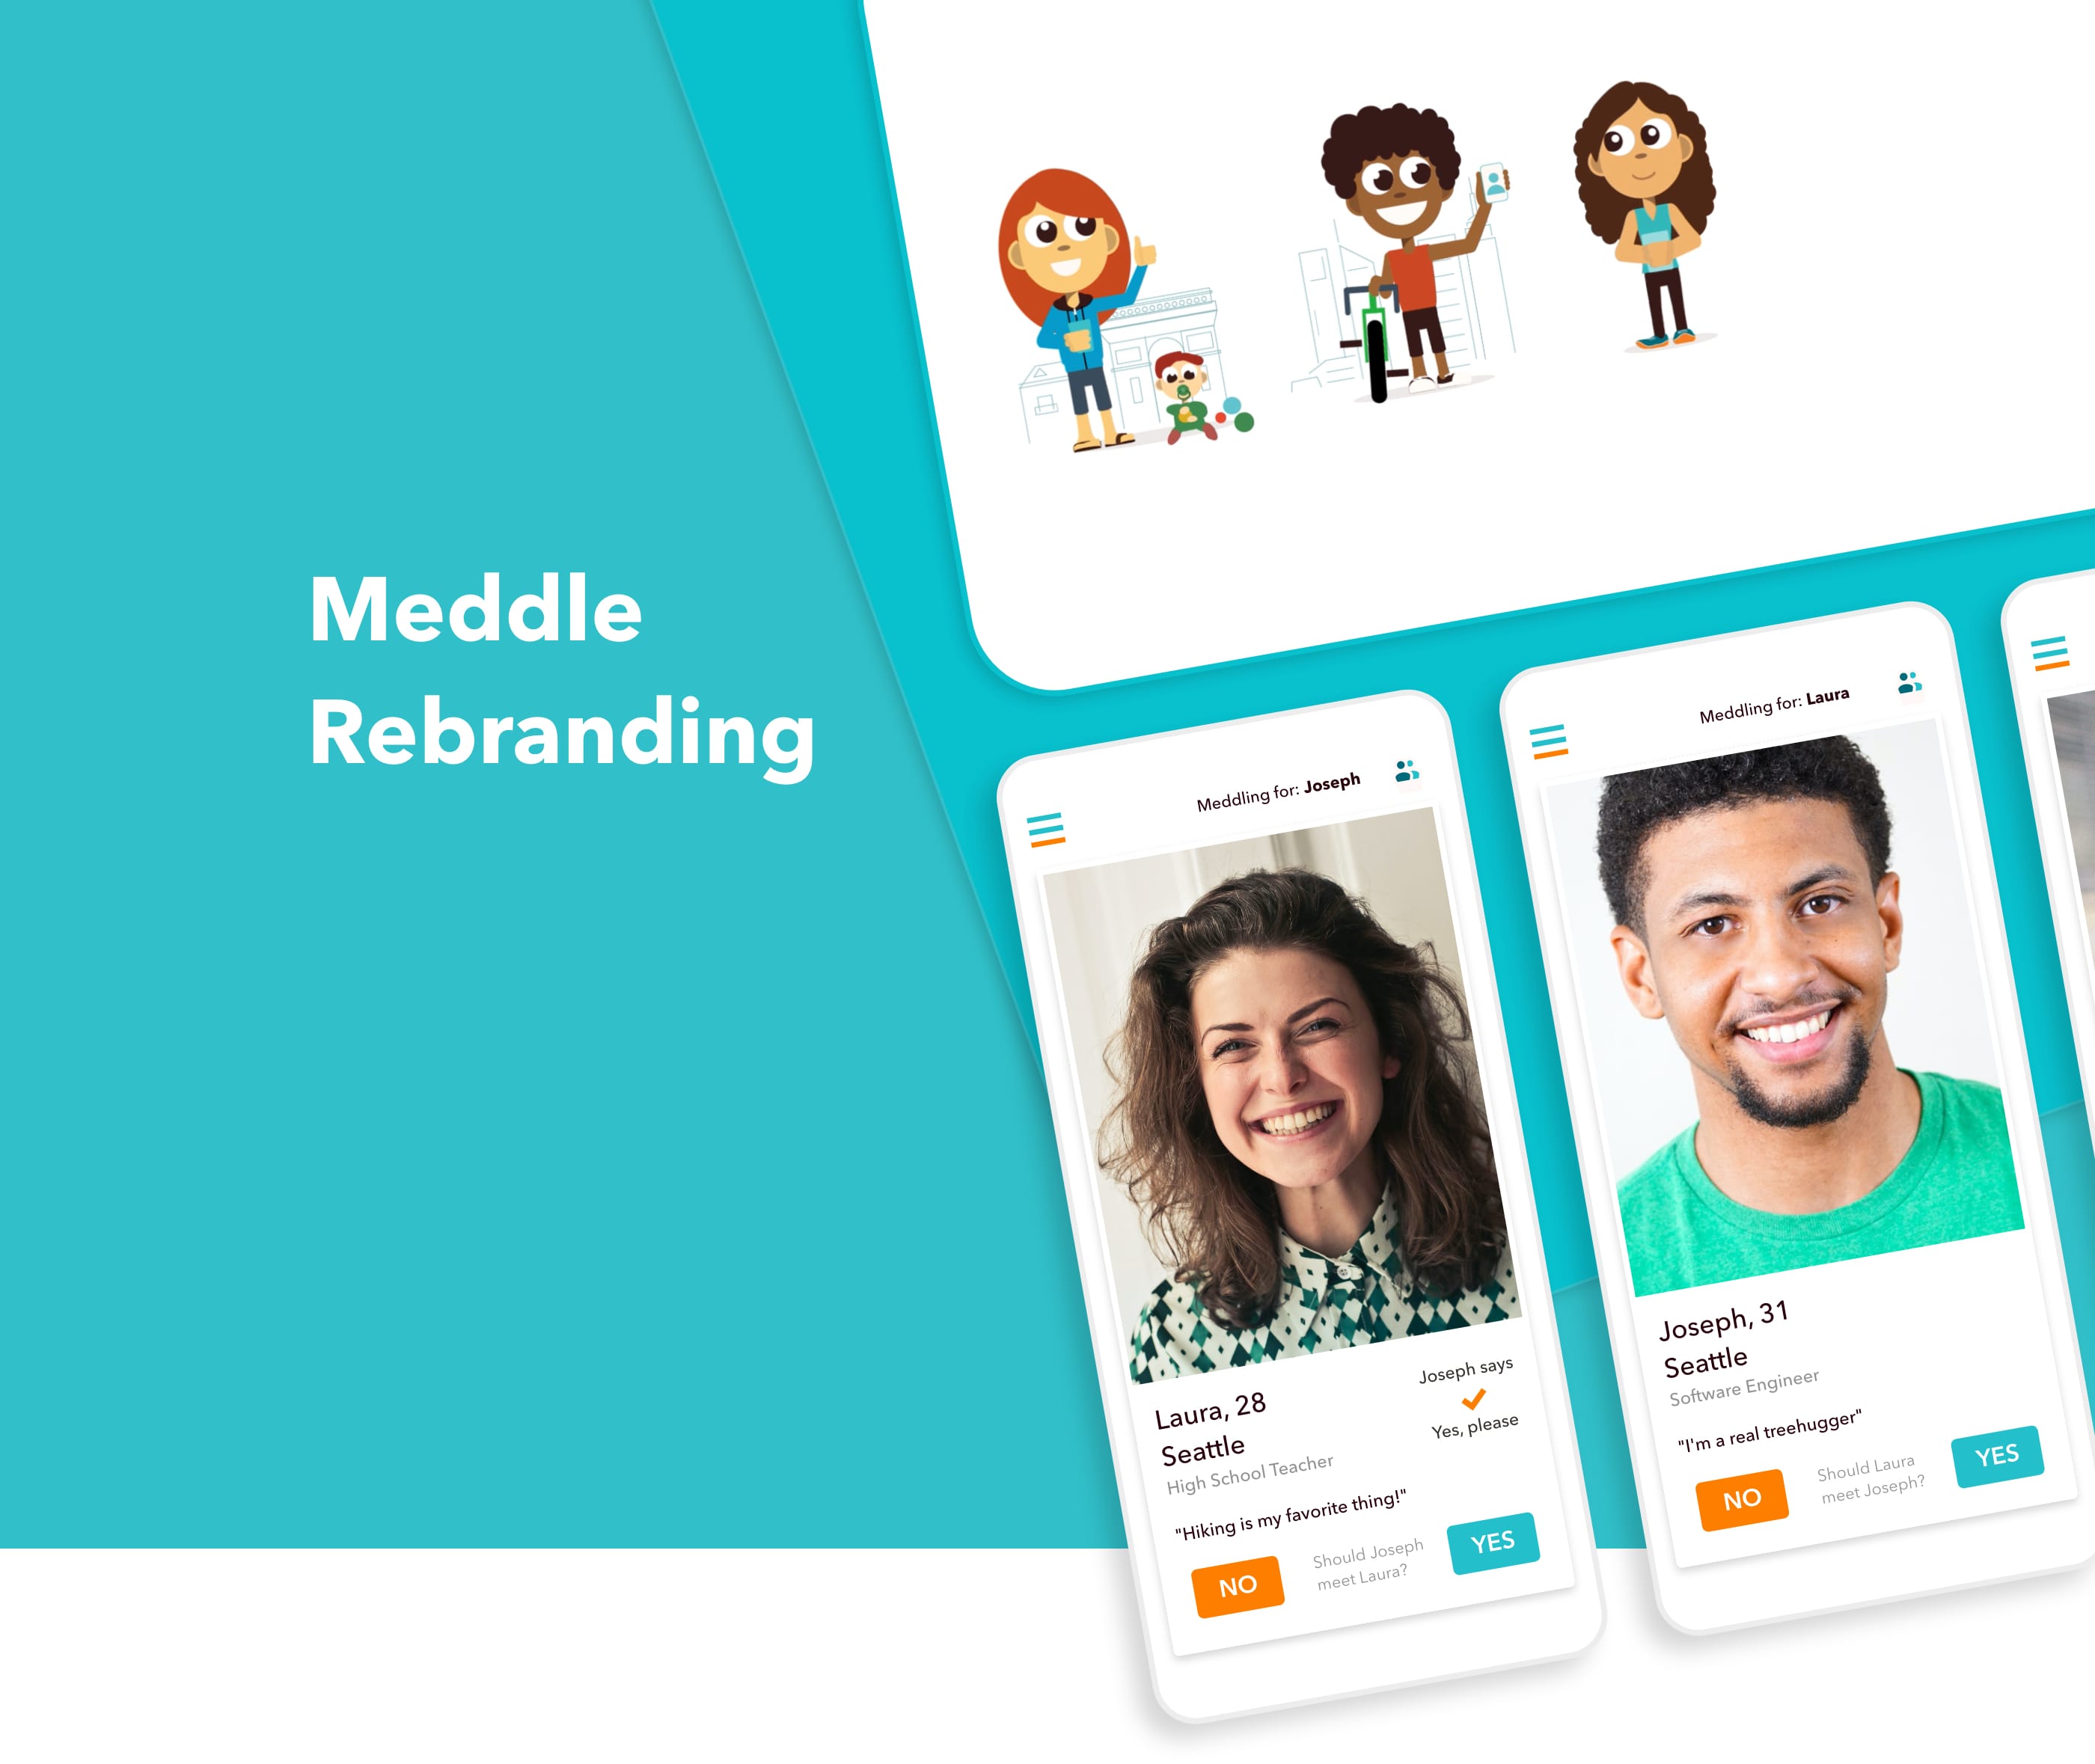 Meddle
Rebranding
Meddling for: Joseph
Laura, 28
Seattle
High School Teacher
Joseph says
Yes, please
"Hiking is my favorite thing!"
NO
Should Joseph
meet Laura?
YES
Meddling for: Laura
Joseph, 31
Seattle
Software Engineer
"I'm a real treehugger"
NO
Should Laura
meet Joseph?
YES